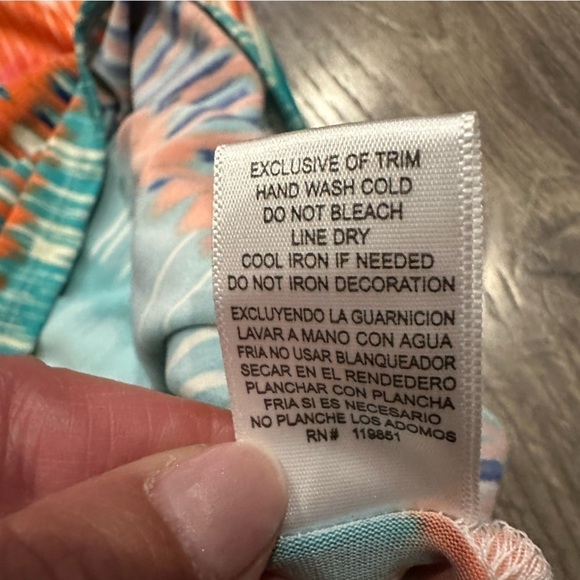 EXCLUSIVE OF TRIM
HAND WASH COLD
DO NOT BLEACH
LINE DRY
COOL IRON IF NEEDED
DO NOT IRON DECORATION
EXCLUYENDO LA GUARNICION
LAVAR A MANO CON AGUA
FRIA NO USAR BLANQUEADOR
SECAR EN EL RENDEDERO
PLANCHAR CON PLANCHA
FRIA SI ES NECESARIO
NO PLANCHE LOS ADOMOS
RN# 119851